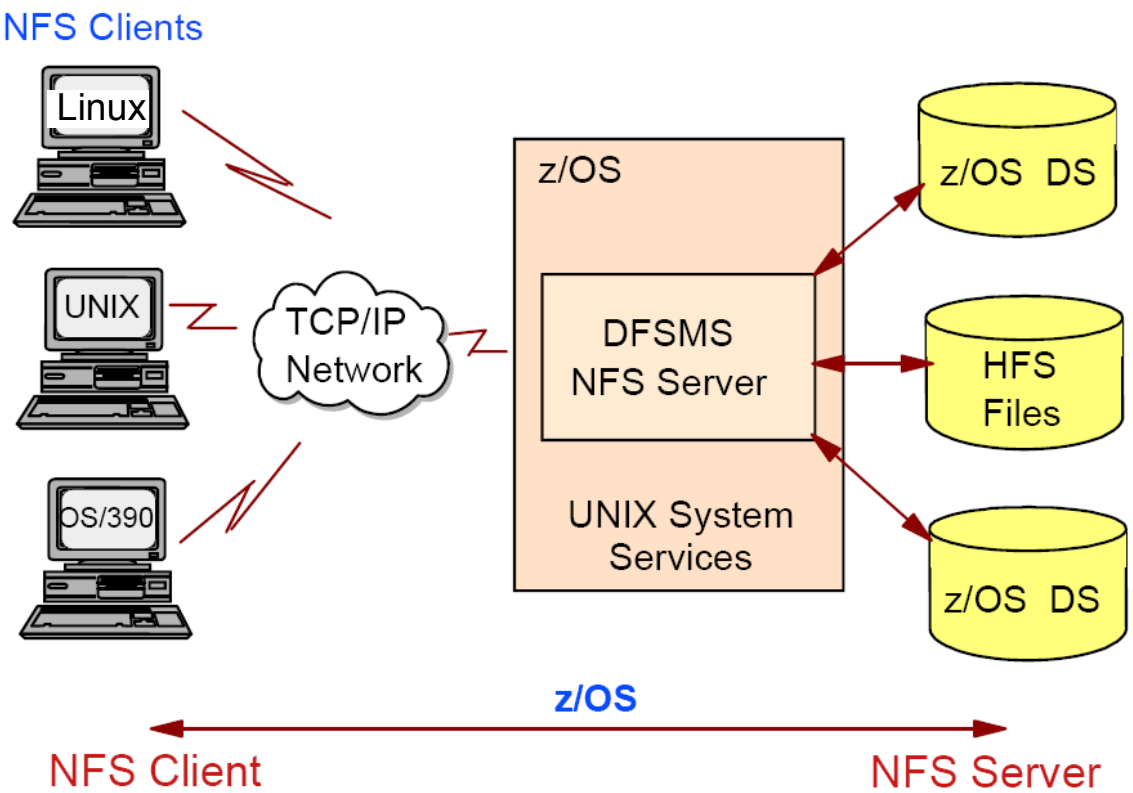 NFS Clients
Linux
UNIX
OS/390
TCP/IP
Network
z/OS
DFSMS
NFS Server
UNIX System
Services
z/OS DS
HFS
Files
z/OS DS
z/OS
NFS Client
NFS Server